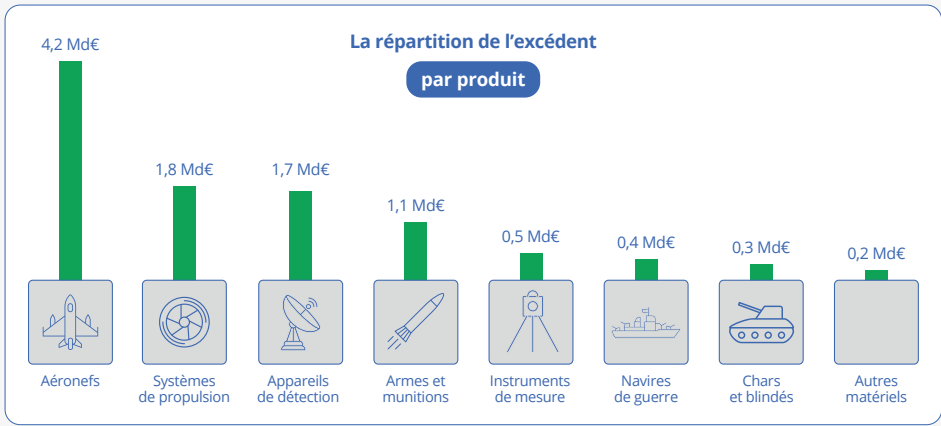 La répartition de l’excédent
par produit
4,2 Md€
1,8 Md€
1,7 Md€
1,1 Md€
0,5 Md€
0,4 Md€
0,3 Md€
0,2 Md€
Aéronefs
Systèmes
de propulsion
Appareils
de détection
Armes et
munitions
Instruments
de mesure
Navires
de guerre
Chars
et blindés
Autres
matériels